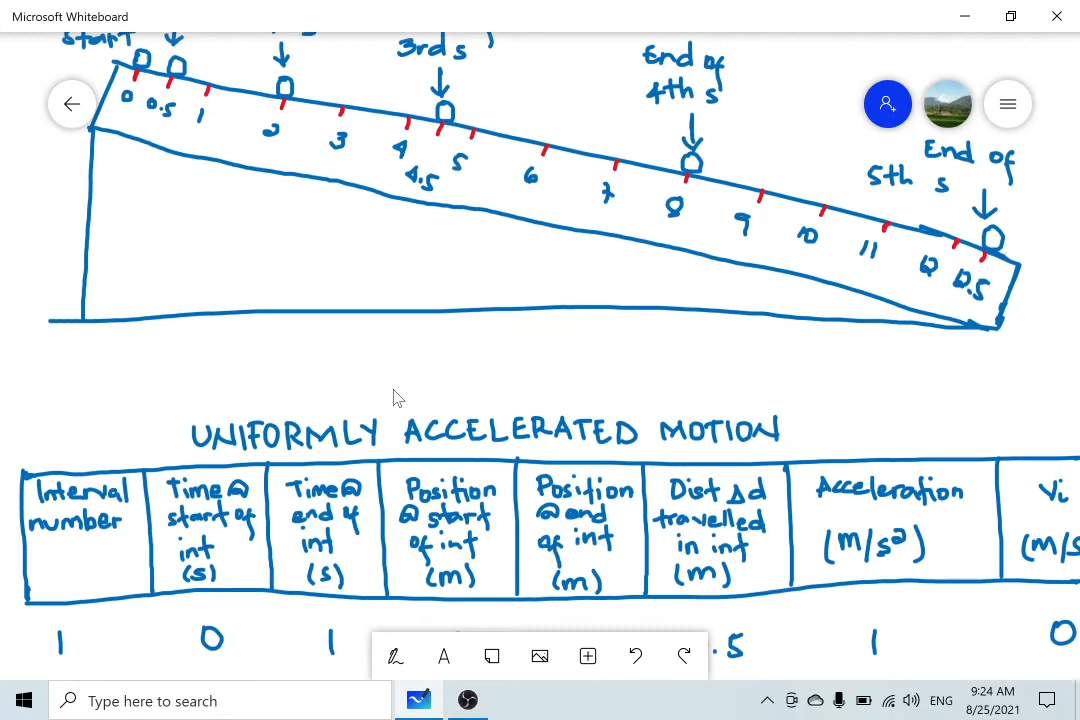 Microsoft Whiteboard
start
3rd s
End of
4th s
End of
5th s
0 0.5 1 2 3 4 4.5 5 6 7 8 9 10 11 12 12.5
UNIFORMLY ACCELERATED MOTION
Interval number
Time @ start of int (s)
Time @ end of int (s)
Position @ start of int (m)
Position @ end of int (m)
Dist Δd travelled in int (m)
Acceleration (m/s²)
Vi (m/s
1 0 1 .5 1 0
Type here to search
ENG
9:24 AM
8/25/2021